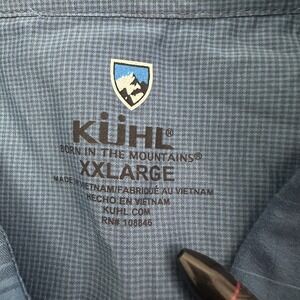 KÜHL®
BORN IN THE MOUNTAINS®
XXLARGE
MADE IN VIETNAM/FABRIQUÉ AU VIETNAM
HECHO EN VIETNAM
KUHL.COM
RN# 108846